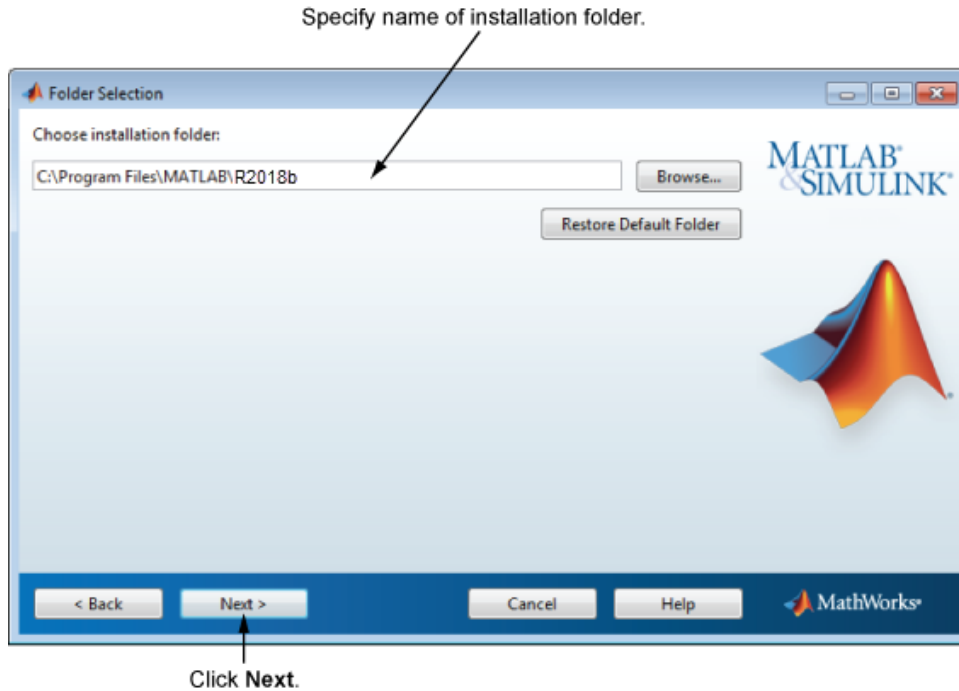 Specify name of installation folder.
Folder Selection
Choose installation folder:
C:\Program Files\MATLAB\R2018b
Browse...
Restore Default Folder
MATLAB®
&SIMULINK®
®
< Back
Next >
Cancel
Help
MathWorks®
Click Next.